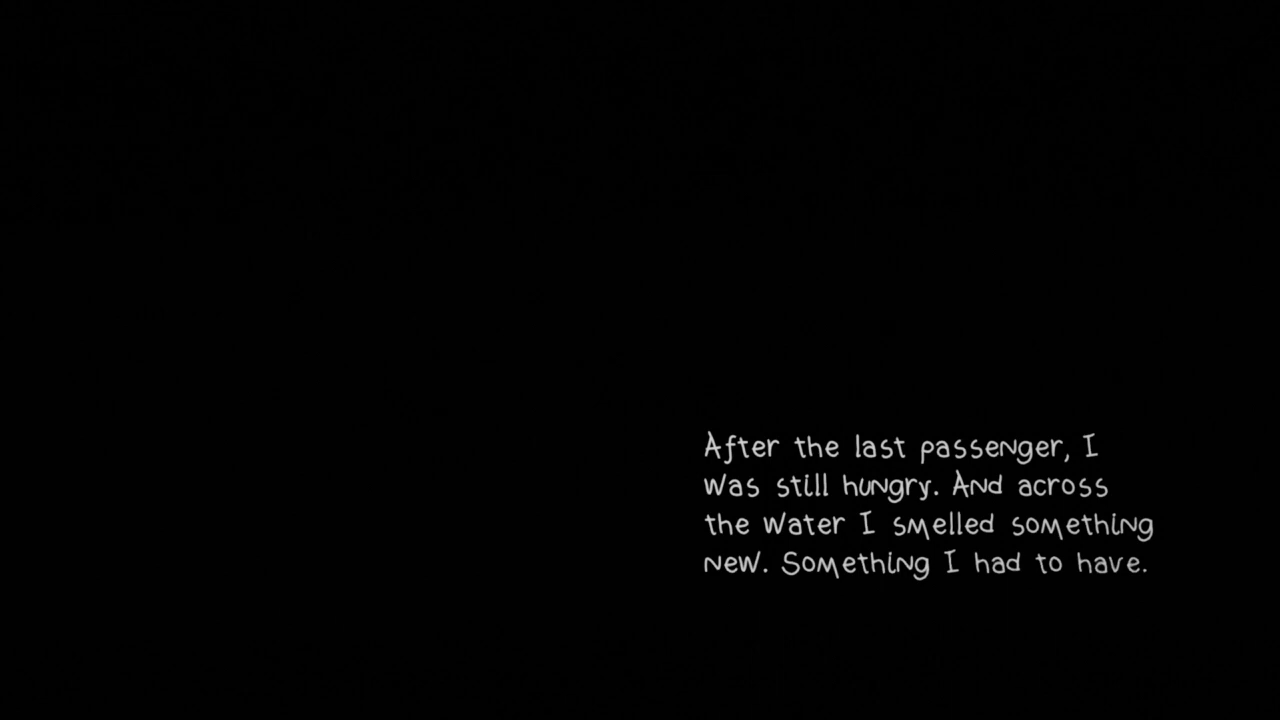 After the last passenger, I
was still hungry. And across
the water I smelled something
new. Something I had to have.